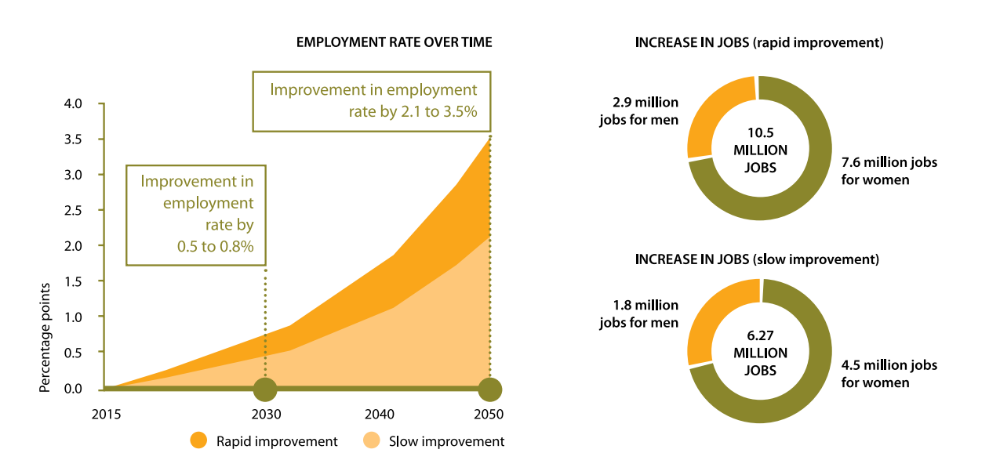 EMPLOYMENT RATE OVER TIME
Improvement in employment
rate by 2.1 to 3.5%
Improvement in
employment
rate by
0.5 to 0.8%
Percentage points
4.0
3.5
3.0
2.5
2.0
1.5
1.0
0.5
0.0
2015
2030
2040
2050
Rapid improvement
Slow improvement
INCREASE IN JOBS (rapid improvement)
2.9 million
jobs for men
10.5
MILLION
JOBS
7.6 million jobs
for women
INCREASE IN JOBS (slow improvement)
1.8 million
jobs for men
6.27
MILLION
JOBS
4.5 million jobs
for women